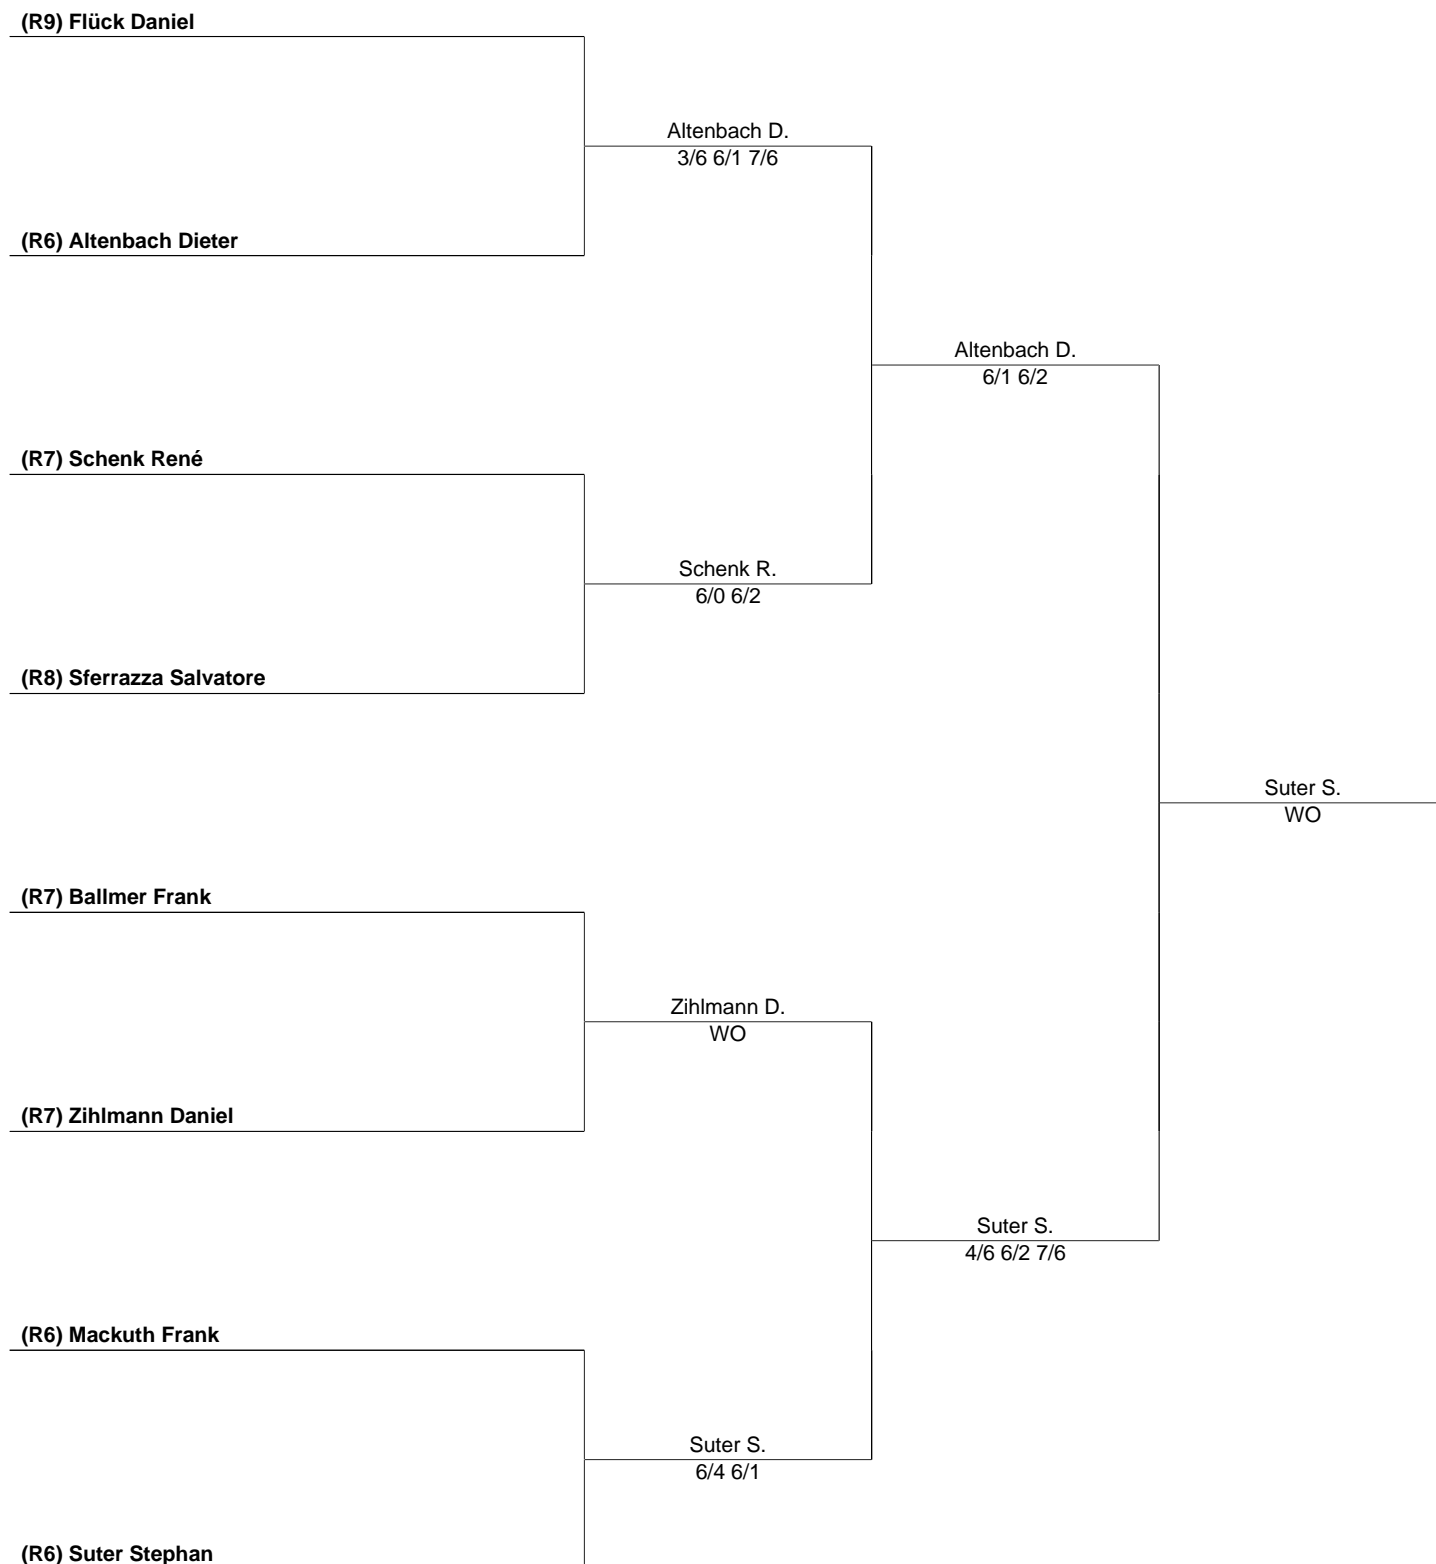 (R9) Flück Daniel
Altenbach D.
3/6 6/1 7/6
(R6) Altenbach Dieter
Altenbach D.
6/1 6/2
(R7) Schenk René
Schenk R.
6/0 6/2
(R8) Sferrazza Salvatore
Suter S.
WO
(R7) Ballmer Frank
Zihlmann D.
WO
(R7) Zihlmann Daniel
Suter S.
4/6 6/2 7/6
(R6) Mackuth Frank
Suter S.
6/4 6/1
(R6) Suter Stephan